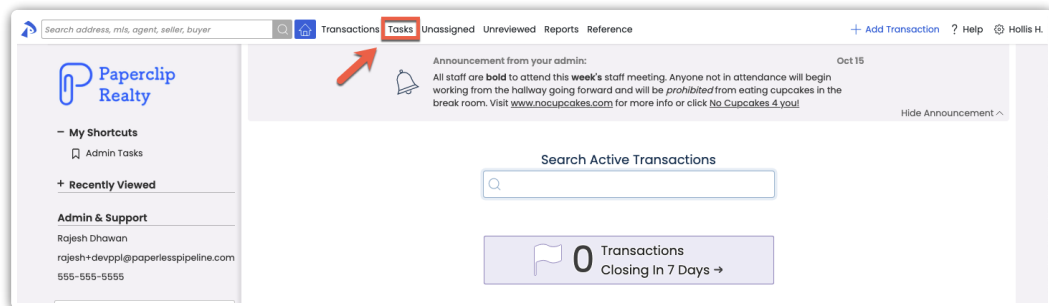 Search address, mls, agent, seller, buyer
Transactions Tasks Unassigned Unreviewed Reports Reference
+ Add Transaction ? Help Hollis H.
Paperclip
Realty
− My Shortcuts
Admin Tasks
+ Recently Viewed
Admin & Support
Rajesh Dhawan
rajesh+devppl@paperlesspipeline.com
555-555-5555
Announcement from your admin: Oct 15
All staff are bold to attend this week's staff meeting. Anyone not in attendance will begin
working from the hallway going forward and will be prohibited from eating cupcakes in the
break room. Visit www.nocupcakes.com for more info or click No Cupcakes 4 you!
Hide Announcement
Search Active Transactions
0 Transactions
Closing In 7 Days →